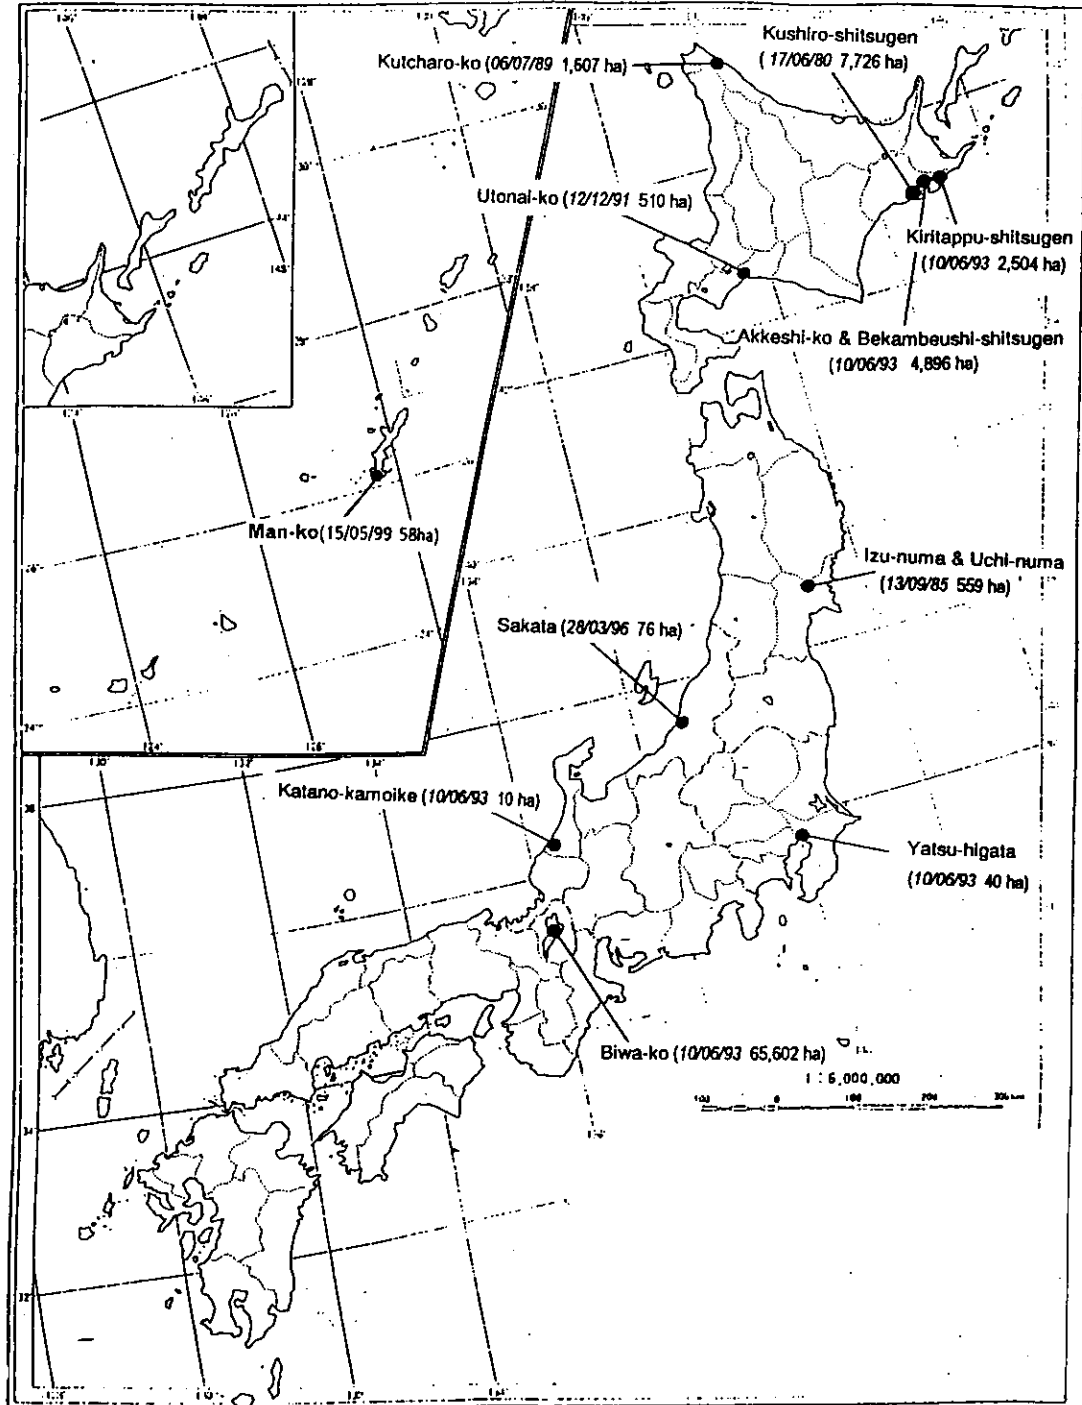 Kushiro-shitsugen
(17/06/80 7,726 ha)
Kutcharo-ko (06/07/89 1,607 ha)
Utonai-ko (12/12/91 510 ha)
Kiritappu-shitsugen
(10/06/93 2,504 ha)
Akkeshi-ko & Bekambeushi-shitsugen
(10/06/93 4,896 ha)
Man-ko(15/05/99 58ha)
Izu-numa & Uchi-numa
(13/09/85 559 ha)
Sakata (28/03/96 76 ha)
Katano-kamoike (10/06/93 10 ha)
Yatsu-higata
(10/06/93 40 ha)
Biwa-ko (10/06/93 65,602 ha)
1 : 6,000,000
100 0 100 200